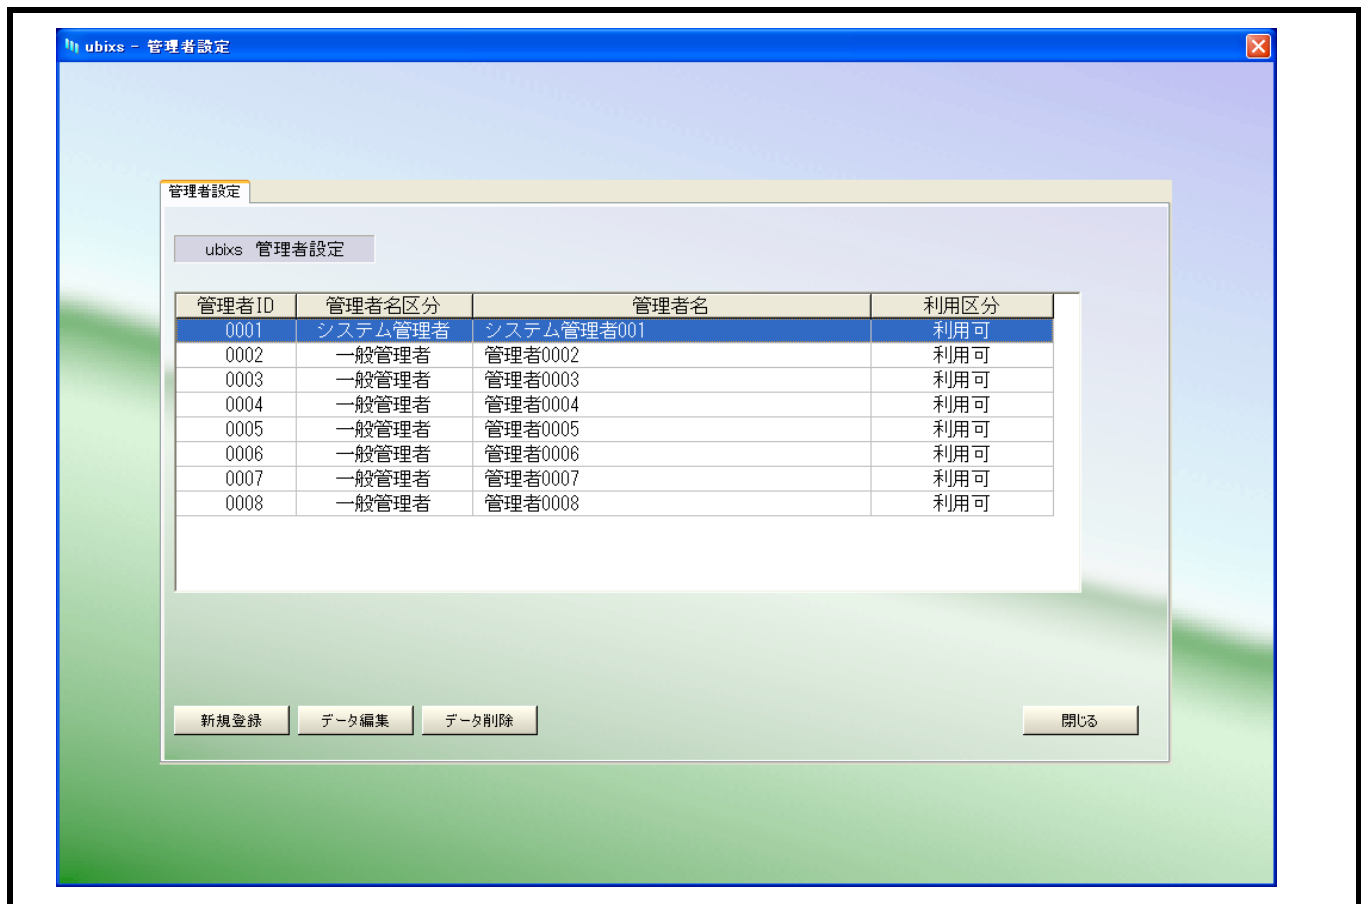 ubixs - 管理者設定
管理者設定
ubixs 管理者設定
管理者ID 管理者名区分 管理者名 利用区分
0001 システム管理者 システム管理者001 利用可
0002 一般管理者 管理者0002 利用可
0003 一般管理者 管理者0003 利用可
0004 一般管理者 管理者0004 利用可
0005 一般管理者 管理者0005 利用可
0006 一般管理者 管理者0006 利用可
0007 一般管理者 管理者0007 利用可
0008 一般管理者 管理者0008 利用可
新規登録 データ編集 データ削除 閉じる